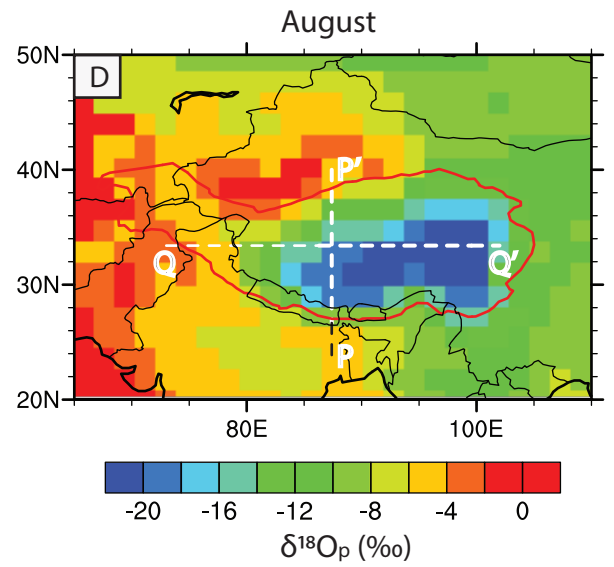 August
50N
D
40N
P'
Q
Q'
30N
P
20N
80E
100E
-20
-16
-12
-8
-4
0
δ¹⁸Op (‰)